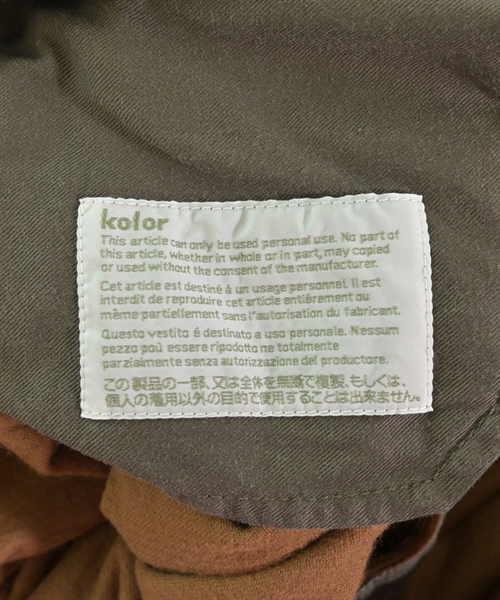 kolor
This article can only be used personal use. No part of
this article, whether in whole or in part, may copied
or used without the consent of the manufacturer.
Cet article est destiné à un usage personnel. Il est
interdit de reproduire cet article entiérement ou
même partiellement sans l'autorisation du fabricant.
Questo vestito é destinato a uso personale. Nessum
pezzo poû essere ripodotto ne totalmente
parzialmente senza autorizzazione del productore.
この製品の一部、又は全体を無断で複製、もしくは、
個人の着用以外の目的で使用することは出来ません。